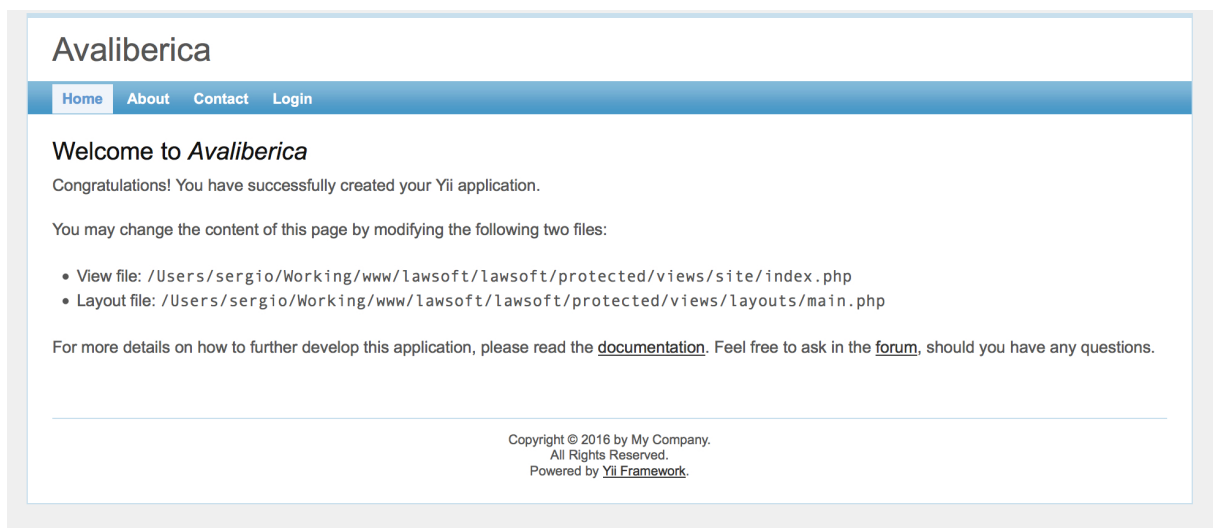 Avaliberica
Home About Contact Login
Welcome to Avaliberica
Congratulations! You have successfully created your Yii application.
You may change the content of this page by modifying the following two files:
• View file: /Users/sergio/Working/www/lawsoft/lawsoft/protected/views/site/index.php
• Layout file: /Users/sergio/Working/www/lawsoft/lawsoft/protected/views/layouts/main.php
For more details on how to further develop this application, please read the documentation. Feel free to ask in the forum, should you have any questions.
Copyright © 2016 by My Company.
All Rights Reserved.
Powered by Yii Framework.